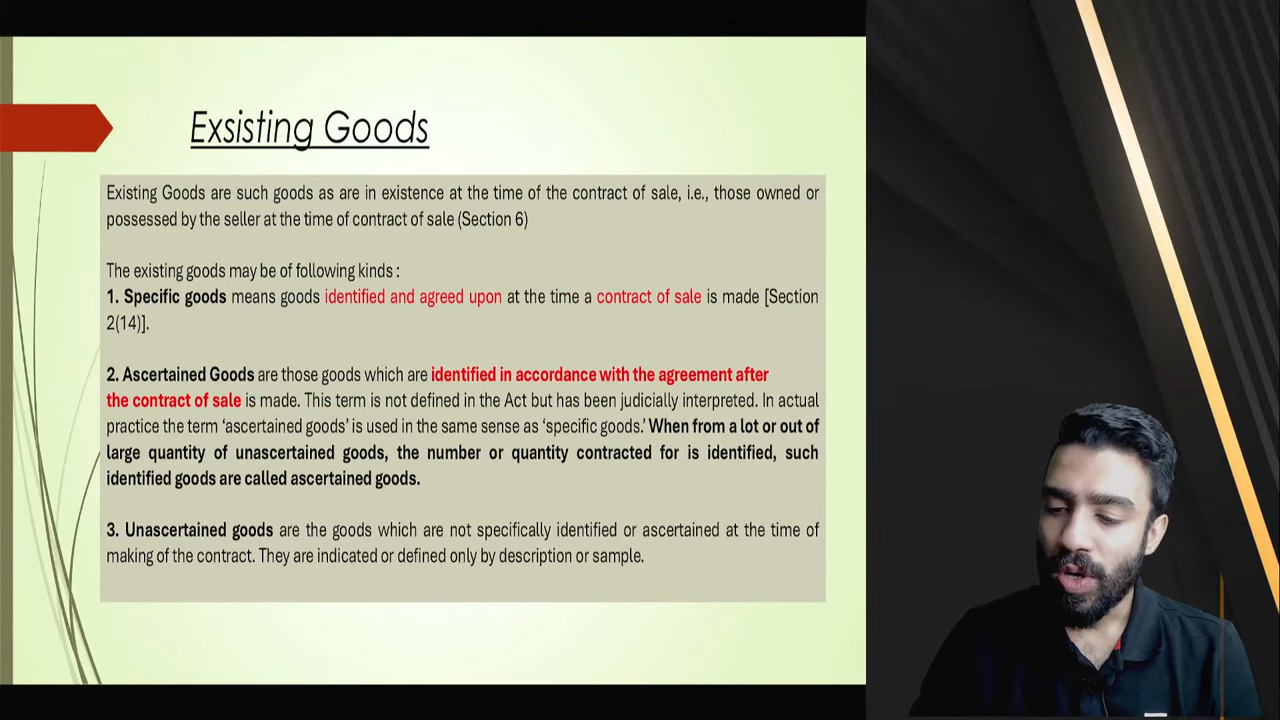 Exsisting Goods
Existing Goods are such goods as are in existence at the time of the contract of sale, i.e., those owned or
possessed by the seller at the time of contract of sale (Section 6)
The existing goods may be of following kinds :
1. Specific goods means goods identified and agreed upon at the time a contract of sale is made [Section
2(14)].
2. Ascertained Goods are those goods which are identified in accordance with the agreement after
the contract of sale is made. This term is not defined in the Act but has been judicially interpreted. In actual
practice the term ‘ascertained goods’ is used in the same sense as ‘specific goods.’ When from a lot or out of
large quantity of unascertained goods, the number or quantity contracted for is identified, such
identified goods are called ascertained goods.
3. Unascertained goods are the goods which are not specifically identified or ascertained at the time of
making of the contract. They are indicated or defined only by description or sample.